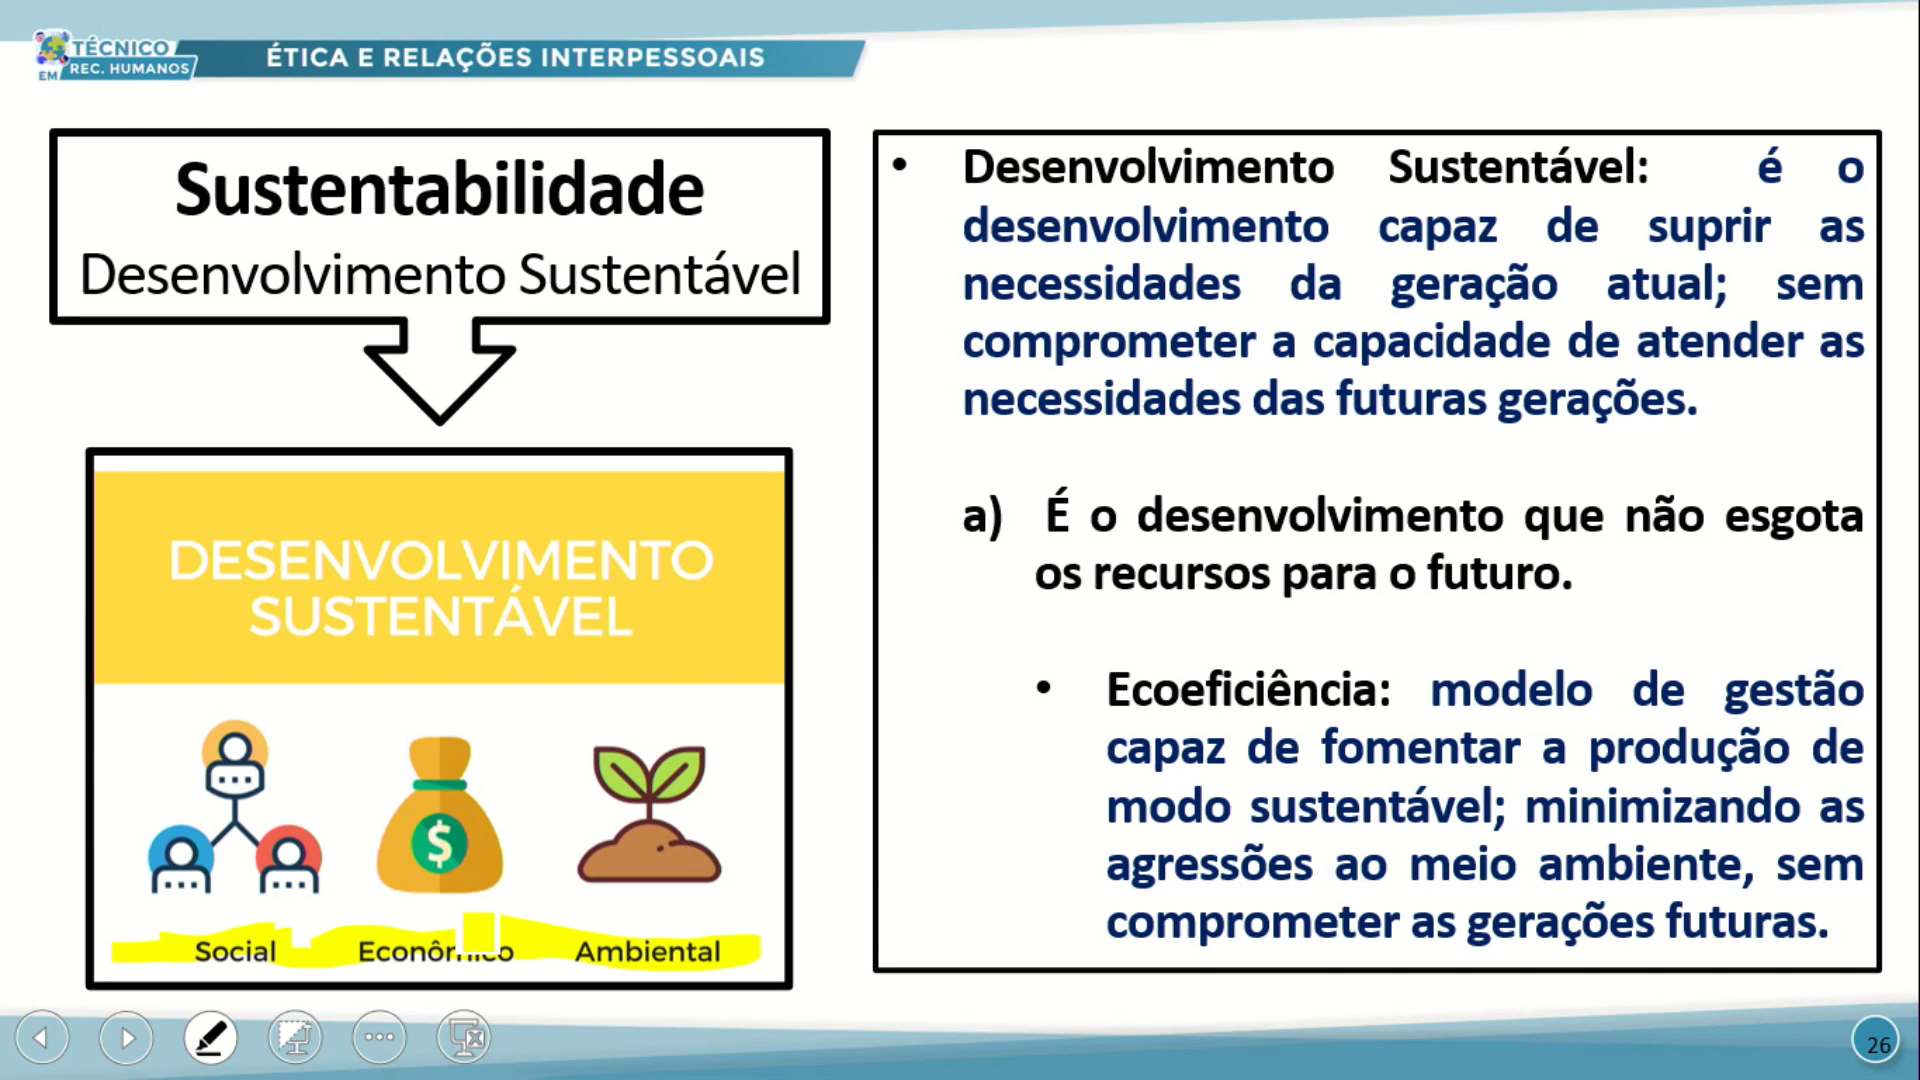 TÉCNICO
EM REC. HUMANOS
ÉTICA E RELAÇÕES INTERPESSOAIS
Sustentabilidade
Desenvolvimento Sustentável
DESENVOLVIMENTO
SUSTENTÁVEL
$
Social Econômico Ambiental
• Desenvolvimento Sustentável: é o
desenvolvimento capaz de suprir as
necessidades da geração atual; sem
comprometer a capacidade de atender as
necessidades das futuras gerações.
a) É o desenvolvimento que não esgota
os recursos para o futuro.
• Ecoeficiência: modelo de gestão
capaz de fomentar a produção de
modo sustentável; minimizando as
agressões ao meio ambiente, sem
comprometer as gerações futuras.
26